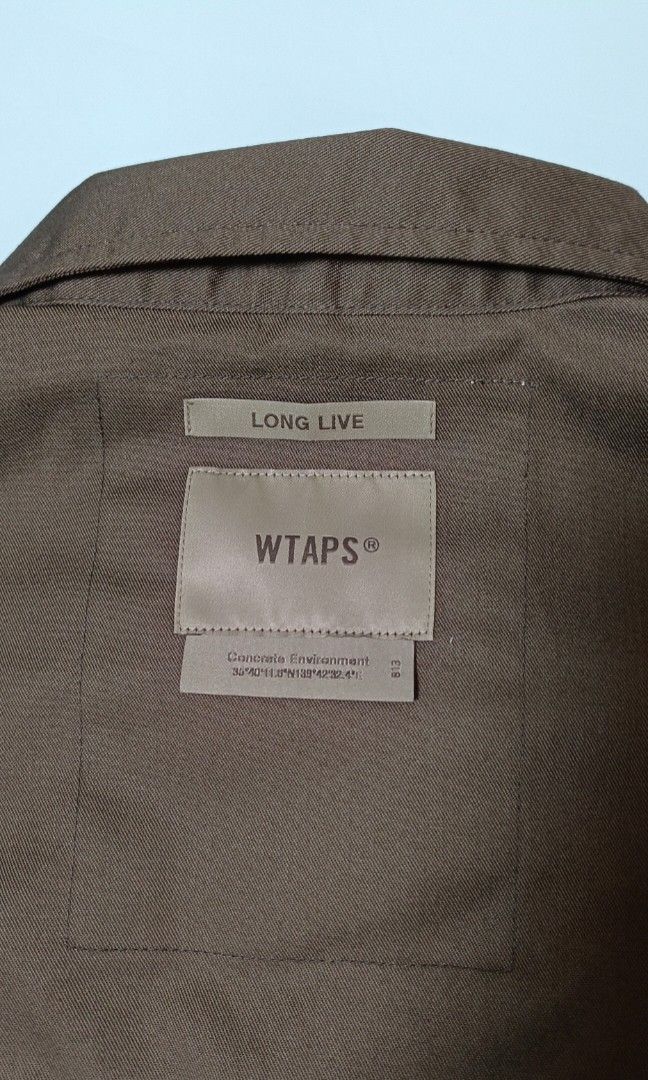 LONG LIVE
WTAPS®
Concrete Environment
35°40'11.6"N139°42'32.4"E
813